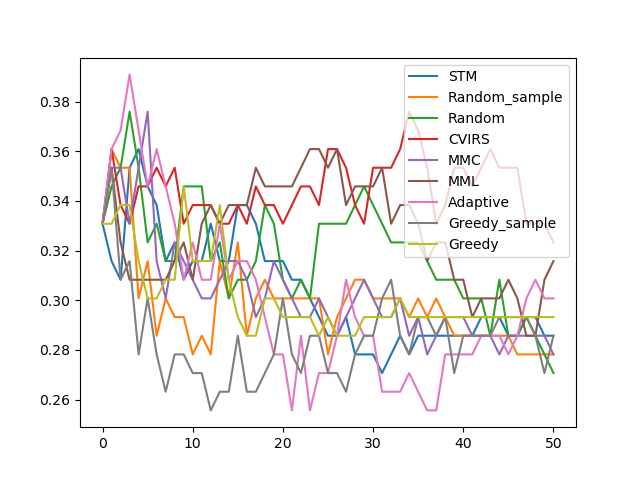 STM
Random_sample
Random
CVIRS
MMC
MML
Adaptive
Greedy_sample
Greedy
0.38
0.36
0.34
0.32
0.30
0.28
0.26
0 10 20 30 40 50